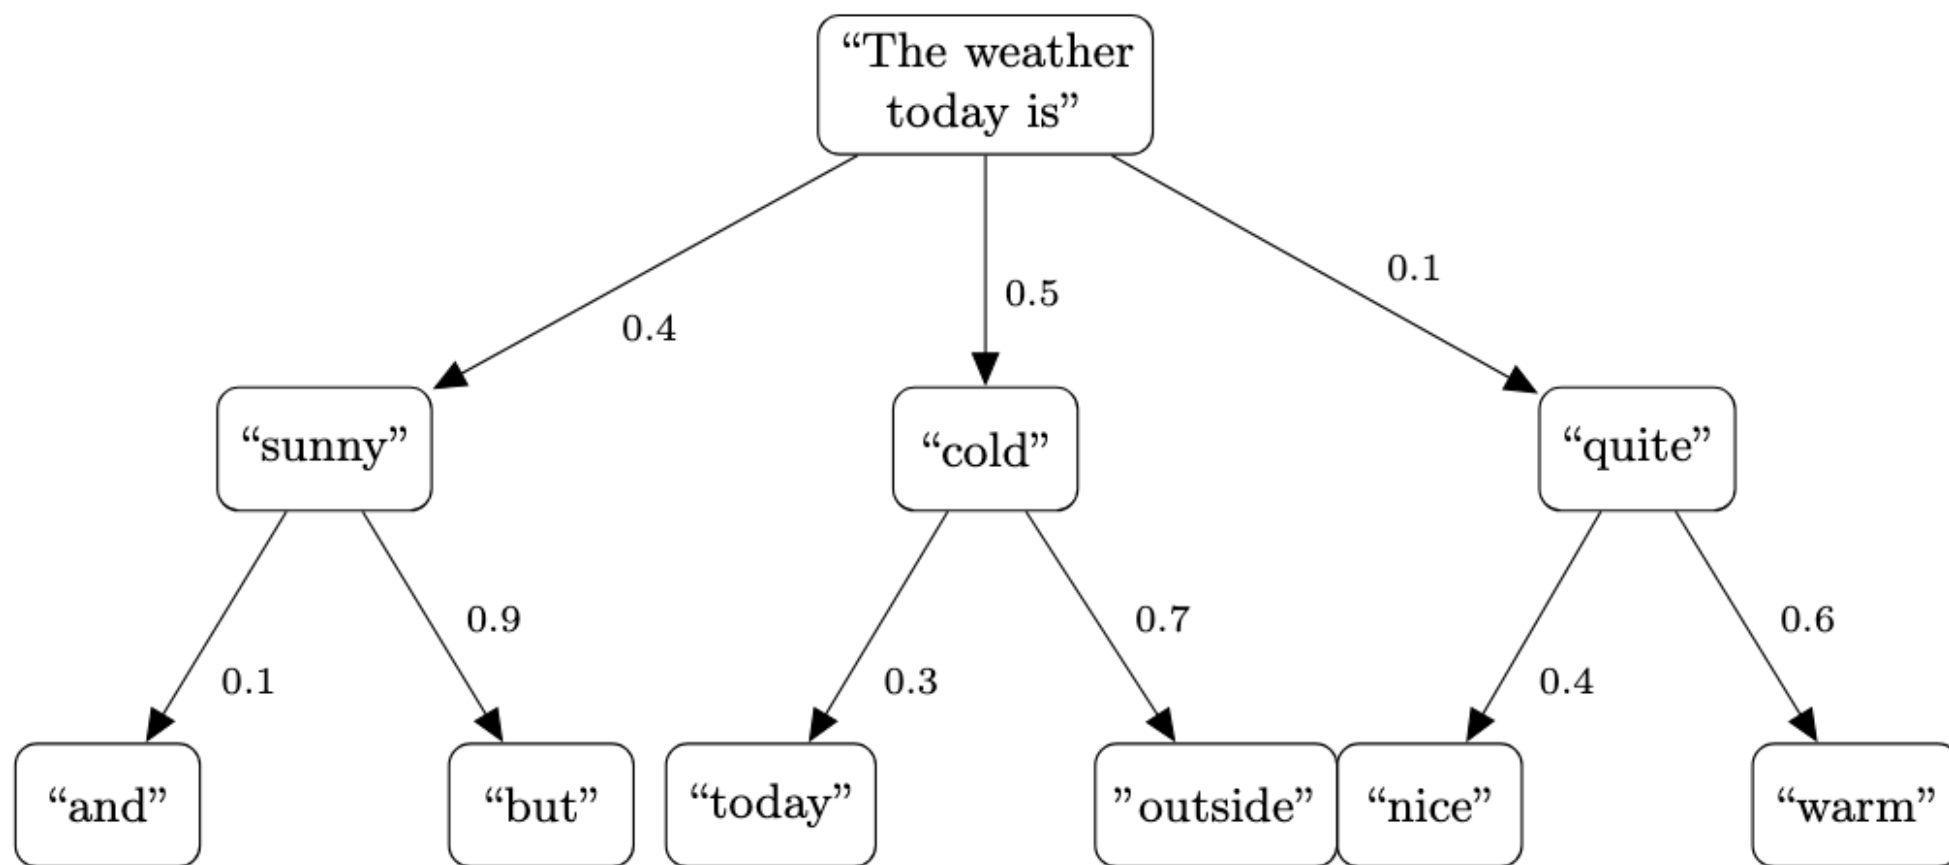 “The weather
today is”
0.1
0.5
0.4
“sunny”
“cold”
“quite”
0.9
0.7
0.6
0.1
0.3
0.4
“and”
“but”
“today”
”outside”
“nice”
“warm”